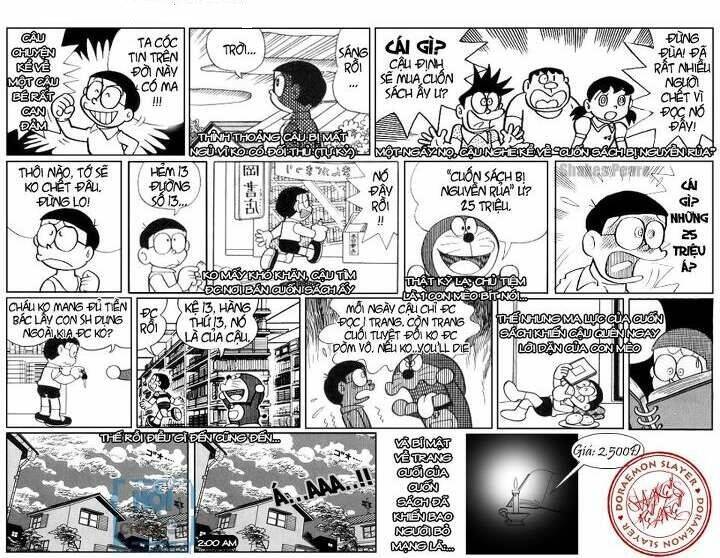 CÂU
CHUYỆN
KỂ VỀ
MỘT CẬU
BÉ RẤT
CAN
ĐẢM
TA CÓC
TIN TRÊN
ĐỜI NÀY
CÓ MA
!!!
TRỜI...
SÁNG
RỒI
...
THỈNH THOẢNG CẬU BỊ MẤT
NGỦ VÌ KO CÓ ĐỐI THỦ (TỰ KỶ)
CÁI GÌ?
CẬU ĐỊNH
SẼ MUA CUỐN
SÁCH ẤY Ư?
ĐỪNG
ĐÙA! ĐÃ
RẤT NHIỀU
NGƯỜI
CHẾT VÌ
ĐỌC NÓ
ĐẤY!
MỘT NGÀY NỌ, CẬU NGHE KỂ VỀ "CUỐN SÁCH BỊ NGUYỀN RỦA"
THÔI NÀO, TỚ SẼ
KO CHẾT ĐÂU.
ĐỪNG LO!
HẺM 13
ĐƯỜNG
SỐ 13...
岡書店
NÓ
ĐÂY
RỒI
!!
KO MẤY KHÓ KHĂN, CẬU TÌM
ĐC NƠI BÁN CUỐN SÁCH ẤY
"CUỐN SÁCH BỊ
NGUYỀN RỦA" Ư?
25 TRIỆU.
THẬT KỲ LẠ, CHỦ TIỆM
LÀ 1 CON MÈO BIẾT NÓI...
ShakesPeare
CÁI
GÌ?
NHỮNG
25
TRIỆU
Á?
CHÁU KO MANG ĐỦ TIỀN
BÁC LẤY CON SH DỰNG
NGOÀI KIA ĐC KO?
ĐC
RỒI
KỆ 13, HÀNG
THỨ 13, NÓ
LÀ CỦA CẬU.
MỖI NGÀY CẬU CHỈ ĐC
ĐỌC 1 TRANG, CÒN TRANG
CUỐI TUYỆT ĐỐI KO ĐC
DÒM VÔ. NẾU KO...YOU'LL DIE
THẾ NHƯNG MA LỰC CỦA CUỐN
SÁCH KHIẾN CẬU QUÊN NGAY
LỜI DẶN CỦA CON MÈO
THẾ RỒI ĐIỀU GÌ ĐẾN CŨNG ĐẾN...
Á...AAA..!!
2:00 AM
VÀ BÍ MẬT
VỀ TRANG
CUỐI CỦA
CUỐN
SÁCH ĐÃ
KHIẾN BAO
NGƯỜI BỎ
MẠNG LÀ:...
Giá: 2,500Đ
DORAEMON SLAYER
DORAEMON SLAYER